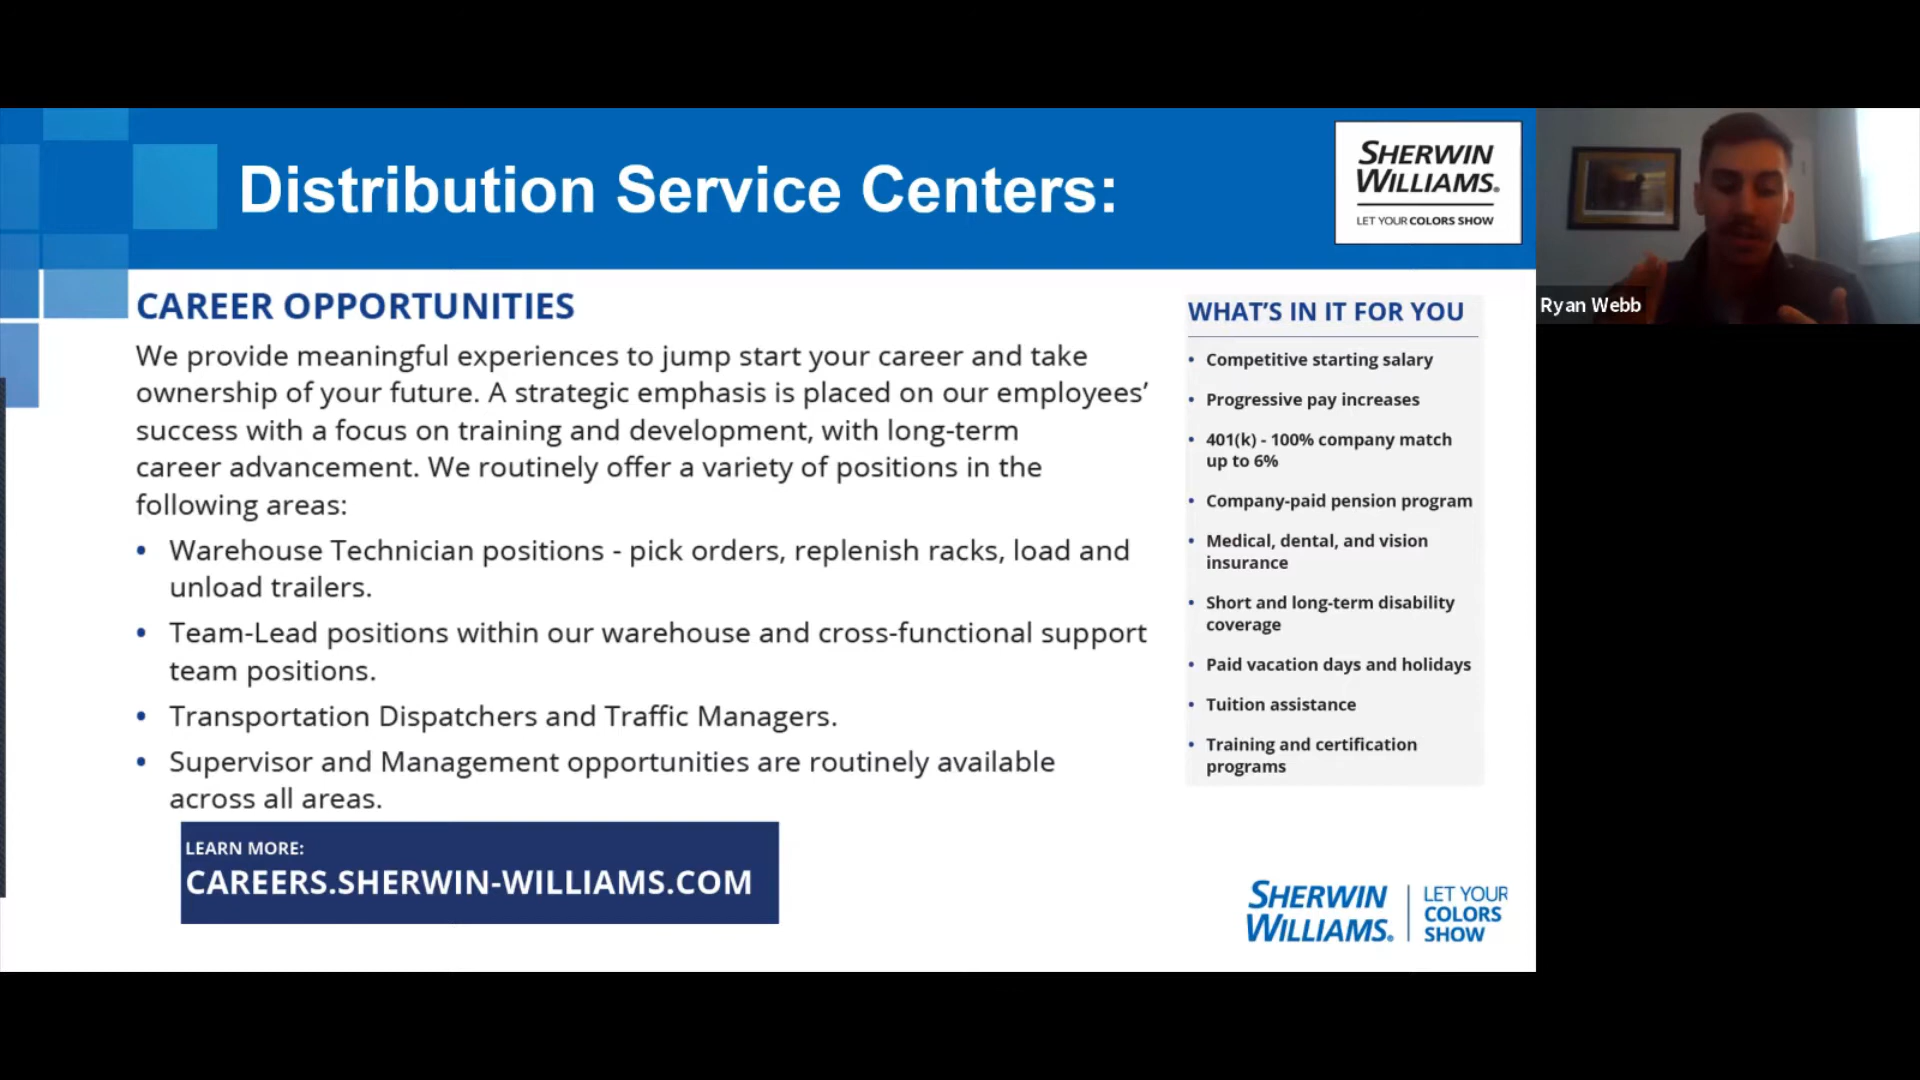 Distribution Service Centers:
SHERWIN
WILLIAMS®
LET YOUR COLORS SHOW
Ryan Webb
CAREER OPPORTUNITIES
We provide meaningful experiences to jump start your career and take
ownership of your future. A strategic emphasis is placed on our employees’
success with a focus on training and development, with long-term
career advancement. We routinely offer a variety of positions in the
following areas:
• Warehouse Technician positions - pick orders, replenish racks, load and
unload trailers.
• Team-Lead positions within our warehouse and cross-functional support
team positions.
• Transportation Dispatchers and Traffic Managers.
• Supervisor and Management opportunities are routinely available
across all areas.
LEARN MORE:
CAREERS.SHERWIN-WILLIAMS.COM
WHAT’S IN IT FOR YOU
• Competitive starting salary
• Progressive pay increases
• 401(k) - 100% company match
up to 6%
• Company-paid pension program
• Medical, dental, and vision
insurance
• Short and long-term disability
coverage
• Paid vacation days and holidays
• Tuition assistance
• Training and certification
programs
SHERWIN
WILLIAMS®
LET YOUR
COLORS
SHOW